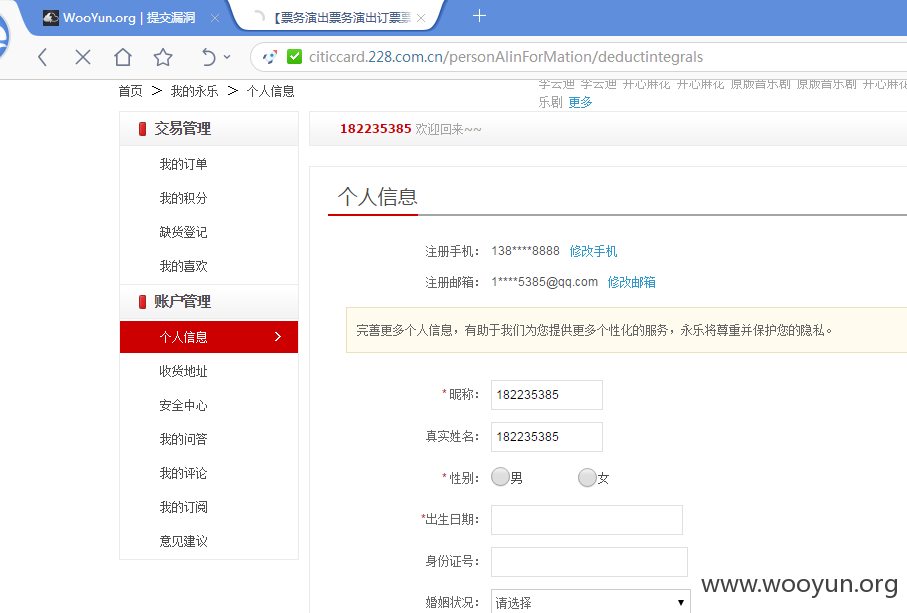 WooYun.org | 提交漏洞
【票务演出票务演出订票票
citiccard.228.com.cn/personAlinForMation/deductintegrals
首页 > 我的永乐 > 个人信息
李云迪 李云迪 开心麻花 开心麻花 原版音乐剧 原版音乐剧 开心麻花
乐剧 更多
交易管理
我的订单
我的积分
缺货登记
我的喜欢
账户管理
个人信息
收货地址
安全中心
我的问答
我的评论
我的订阅
意见建议
182235385 欢迎回来~~
个人信息
注册手机： 138****8888 修改手机
注册邮箱： 1****5385@qq.com 修改邮箱
完善更多个人信息，有助于我们为您提供更多个性化的服务，永乐将尊重并保护您的隐私。
*昵称： 182235385
真实姓名： 182235385
*性别： 男 女
*出生日期：
身份证号：
婚姻状况： 请选择
www.wooyun.org